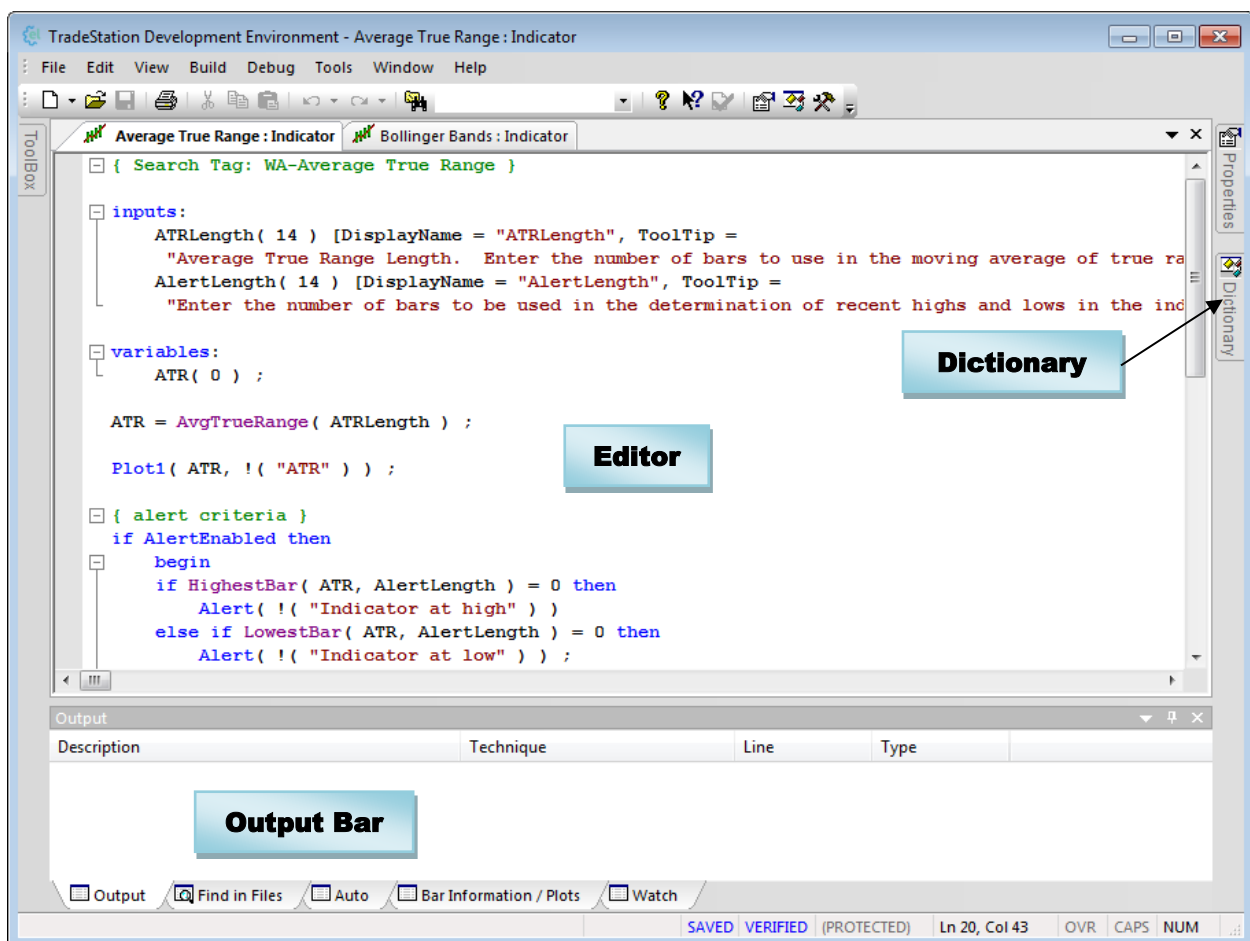 TradeStation Development Environment - Average True Range : Indicator
File Edit View Build Debug Tools Window Help
ToolBox
Average True Range : Indicator
Bollinger Bands : Indicator
Properties
Dictionary
{ Search Tag: WA-Average True Range }
inputs:
ATRLength( 14 ) [DisplayName = "ATRLength", ToolTip =
"Average True Range Length.  Enter the number of bars to use in the moving average of true ra
AlertLength( 14 ) [DisplayName = "AlertLength", ToolTip =
"Enter the number of bars to be used in the determination of recent highs and lows in the ind
variables:
ATR( 0 ) ;
Dictionary
ATR = AvgTrueRange( ATRLength ) ;
Editor
Plot1( ATR, !( "ATR" ) ) ;
{ alert criteria }
if AlertEnabled then
begin
if HighestBar( ATR, AlertLength ) = 0 then
Alert( !( "Indicator at high" ) )
else if LowestBar( ATR, AlertLength ) = 0 then
Alert( !( "Indicator at low" ) ) ;
Output
Description Technique Line Type
Output Bar
Output Find in Files Auto Bar Information / Plots Watch
SAVED VERIFIED (PROTECTED) Ln 20, Col 43 OVR CAPS NUM